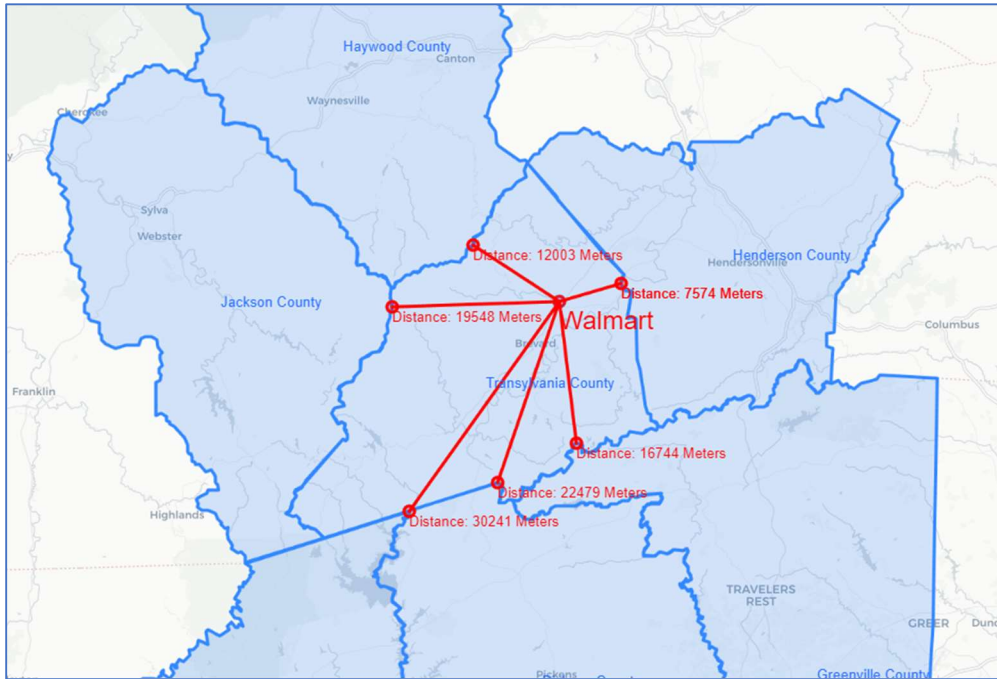 Haywood County
Canton
Waynesville
Cherokee
Sylva
Webster
Distance: 12003 Meters
Henderson County
Hendersonville
Distance: 7574 Meters
Jackson County
Distance: 19548 Meters
Walmart
Columbus
Brevard
Transylvania County
Franklin
Distance: 16744 Meters
Distance: 22479 Meters
Highlands
Distance: 30241 Meters
TRAVELERS
REST
GREER
Pickens
Greenville County